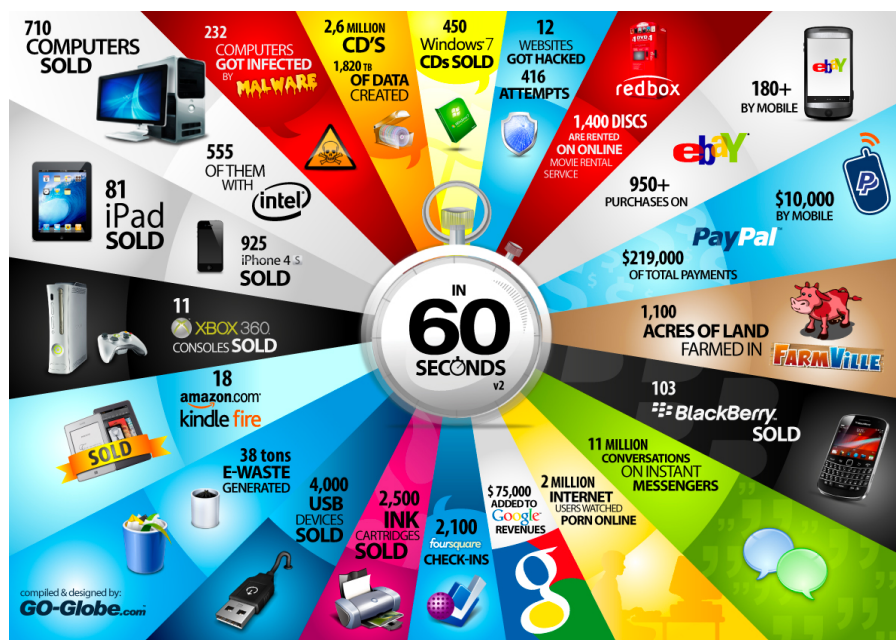 710
COMPUTERS
SOLD
232
COMPUTERS
GOT INFECTED
BY
MALWARE
2,6 MILLION
CD'S
1,820 TB
OF DATA
CREATED
450
Windows 7
CDs SOLD
12
WEBSITES
GOT HACKED
416
ATTEMPTS
redbox
1,400 DISCS
ARE RENTED
ON ONLINE
MOVIE RENTAL
SERVICE
ebY
180+
BY MOBILE
ebaY
950+
PURCHASES ON
$10,000
BY MOBILE
PayPal
$219,000
OF TOTAL PAYMENTS
1,100
ACRES OF LAND
FARMED IN
FARMVILLE
103
BlackBerry
SOLD
11 MILLION
CONVERSATIONS
ON INSTANT
MESSENGERS
2 MILLION
INTERNET
USERS WATCHED
PORN ONLINE
$ 75,000
ADDED TO
Google
REVENUES
g
2,100
foursquare
CHECK-INS
2,500
INK
CARTRIDGES
SOLD
4,000
USB
DEVICES
SOLD
38 tons
E-WASTE
GENERATED
18
amazon.com
kindle fire
SOLD
11
XBOX 360
CONSOLES SOLD
925
iPhone 4 S
SOLD
81
iPad
SOLD
555
OF THEM
WITH
intel
IN
60
SECONDS
v2
compiled & designed by:
GO-Globe.com